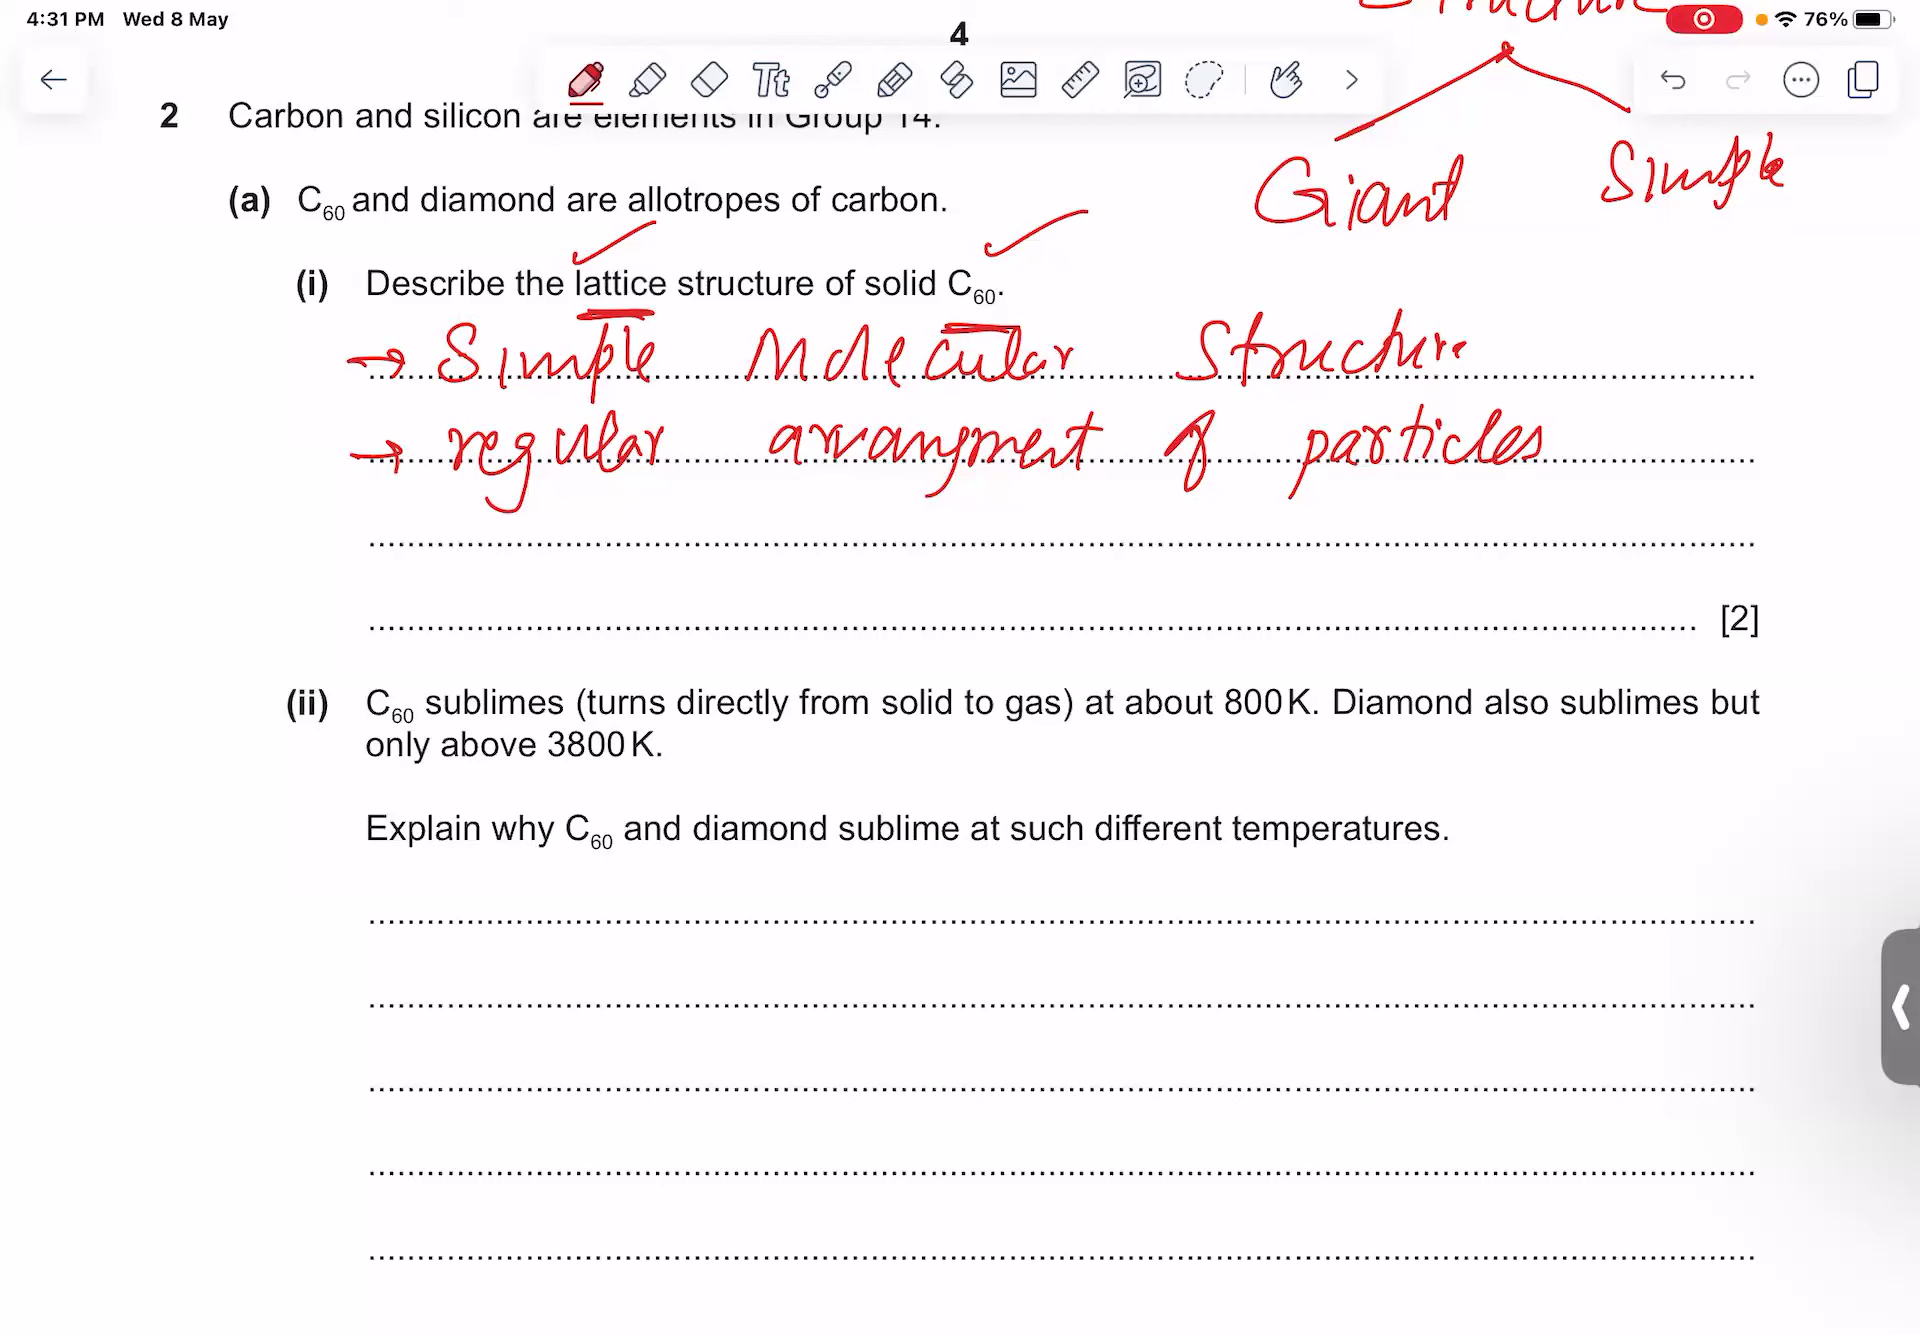 4:31 PM Wed 8 May
76%
4
Structure
Giant Simple
2 Carbon and silicon are elements in Group 14.
(a) C60 and diamond are allotropes of carbon.
(i) Describe the lattice structure of solid C60.
→ Simple Molecular Structure
→ regular arrangment of particles
[2]
(ii) C60 sublimes (turns directly from solid to gas) at about 800 K. Diamond also sublimes but
only above 3800 K.
Explain why C60 and diamond sublime at such different temperatures.